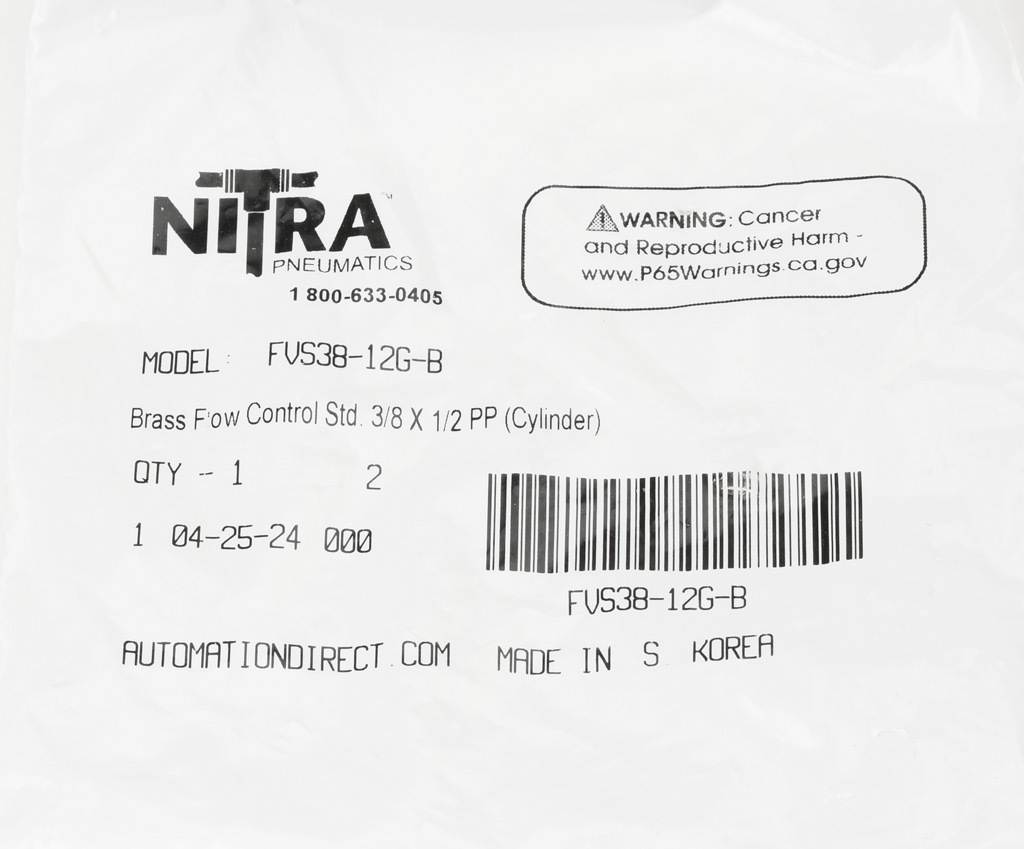 NITRA™
PNEUMATICS
1 800-633-0405
⚠WARNING: Cancer
and Reproductive Harm -
www.P65Warnings.ca.gov
MODEL: FVS38-12G-B
Brass Flow Control Std. 3/8 X 1/2 PP (Cylinder)
QTY - 1 2
1 04-25-24 000
FVS38-12G-B
AUTOMATIONDIRECT.COM MADE IN S KOREA